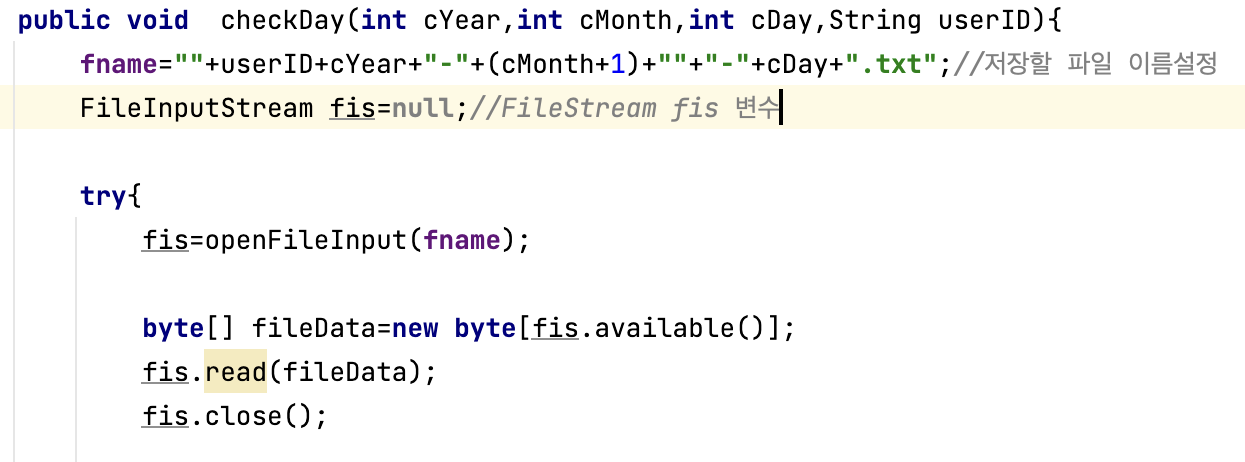 public void  checkDay(int cYear,int cMonth,int cDay,String userID){
fname=""+userID+cYear+"-"+(cMonth+1)+""+"-"+cDay+".txt";//저장할 파일 이름설정
FileInputStream fis=null;//FileStream fis 변수
try{
fis=openFileInput(fname);
byte[] fileData=new byte[fis.available()];
fis.read(fileData);
fis.close();